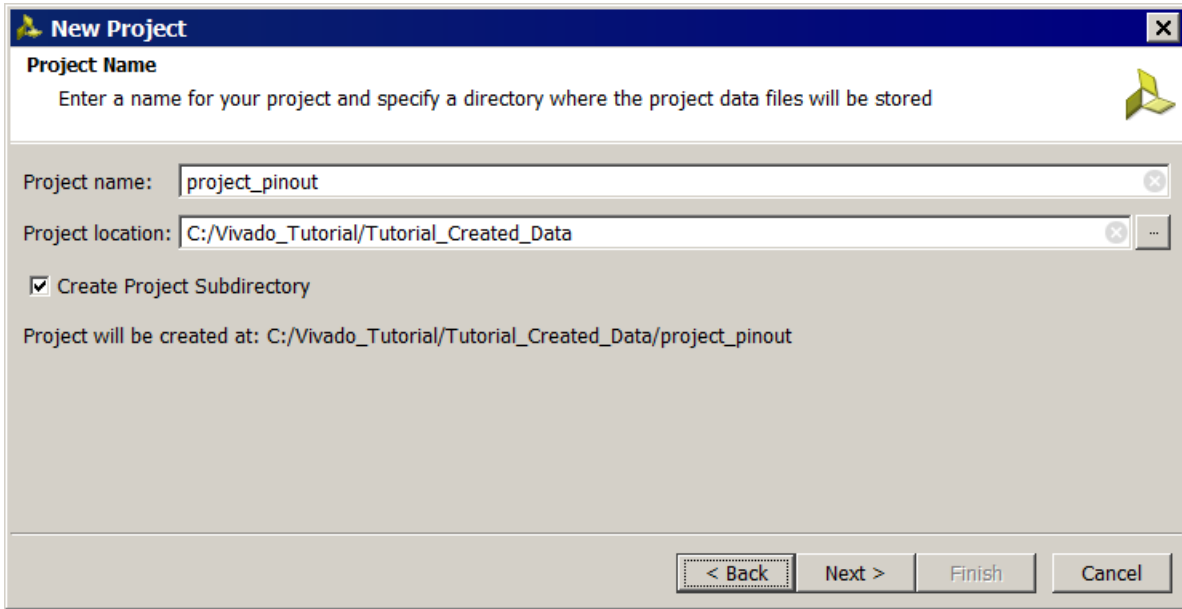 New Project
Project Name
Enter a name for your project and specify a directory where the project data files will be stored
Project name: project_pinout
Project location: C:/Vivado_Tutorial/Tutorial_Created_Data ...
Create Project Subdirectory
Project will be created at: C:/Vivado_Tutorial/Tutorial_Created_Data/project_pinout
< Back Next > Finish Cancel